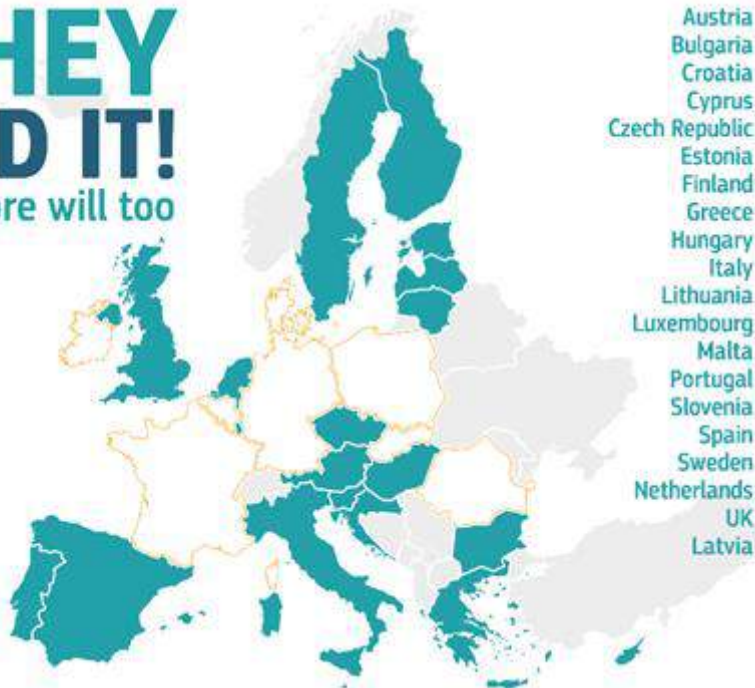 HEY
D IT!
ore will too
Austria
Bulgaria
Croatia
Cyprus
Czech Republic
Estonia
Finland
Greece
Hungary
Italy
Lithuania
Luxembourg
Malta
Portugal
Slovenia
Spain
Sweden
Netherlands
UK
Latvia